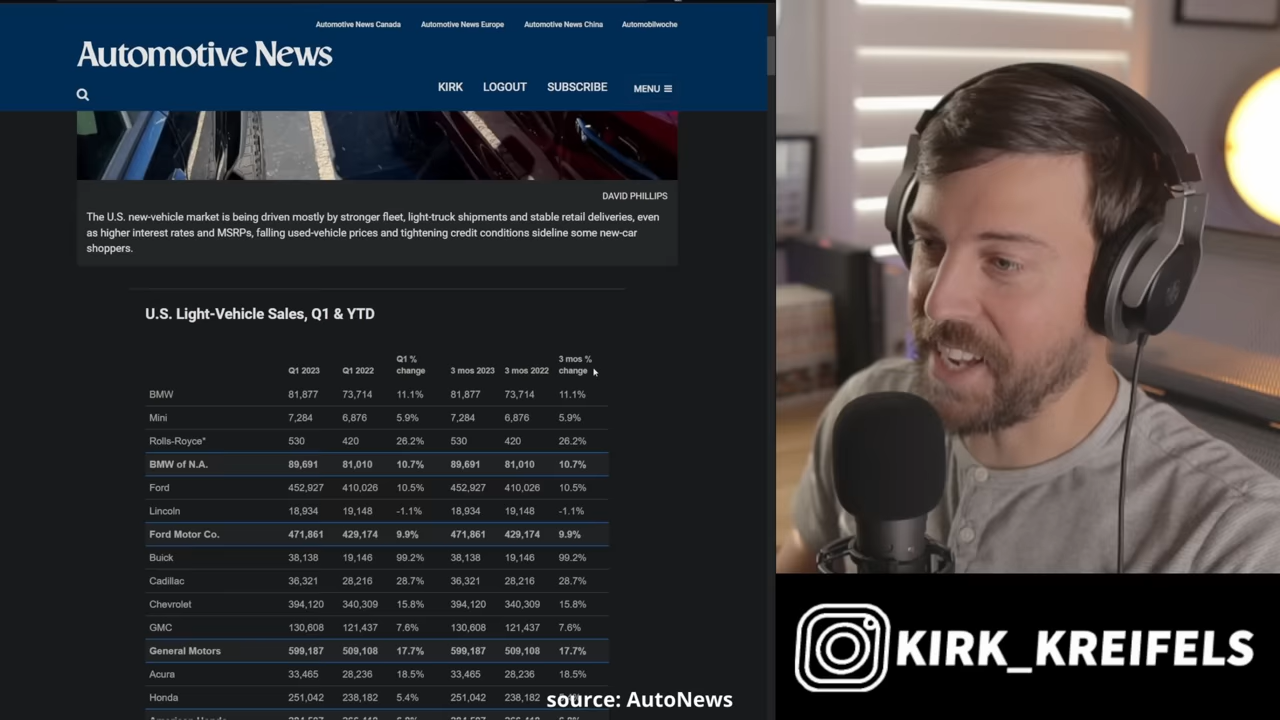 Automotive News Canada Automotive News Europe Automotive News China Automobilwoche
Automotive News
KIRK LOGOUT SUBSCRIBE MENU
DAVID PHILLIPS
The U.S. new-vehicle market is being driven mostly by stronger fleet, light-truck shipments and stable retail deliveries, even
as higher interest rates and MSRPs, falling used-vehicle prices and tightening credit conditions sideline some new-car
shoppers.
U.S. Light-Vehicle Sales, Q1 & YTD
Q1 2023 Q1 2022 Q1 % change 3 mos 2023 3 mos 2022 3 mos % change
BMW 81,877 73,714 11.1% 81,877 73,714 11.1%
Mini 7,284 6,876 5.9% 7,284 6,876 5.9%
Rolls-Royce* 530 420 26.2% 530 420 26.2%
BMW of N.A. 89,691 81,010 10.7% 89,691 81,010 10.7%
Ford 452,927 410,026 10.5% 452,927 410,026 10.5%
Lincoln 18,934 19,148 -1.1% 18,934 19,148 -1.1%
Ford Motor Co. 471,861 429,174 9.9% 471,861 429,174 9.9%
Buick 38,138 19,146 99.2% 38,138 19,146 99.2%
Cadillac 36,321 28,216 28.7% 36,321 28,216 28.7%
Chevrolet 394,120 340,309 15.8% 394,120 340,309 15.8%
GMC 130,608 121,437 7.6% 130,608 121,437 7.6%
General Motors 599,187 509,108 17.7% 599,187 509,108 17.7%
Acura 33,465 28,236 18.5% 33,465 28,236 18.5%
Honda 251,042 238,182 5.4% 251,042 238,182
source: AutoNews
KIRK_KREIFELS